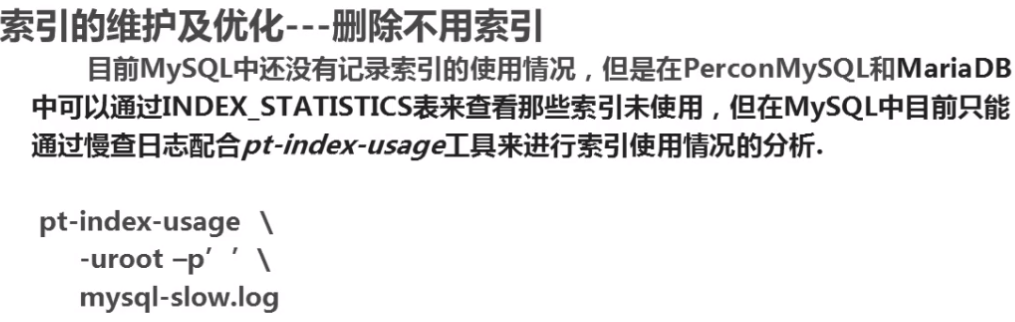 索引的维护及优化---删除不用索引
目前MySQL中还没有记录索引的使用情况，但是在PerconMySQL和MariaDB
中可以通过INDEX_STATISTICS表来查看那些索引未使用，但在MySQL中目前只能
通过慢查日志配合pt-index-usage工具来进行索引使用情况的分析.
pt-index-usage \
-uroot –p’ ’ \
mysql-slow.log